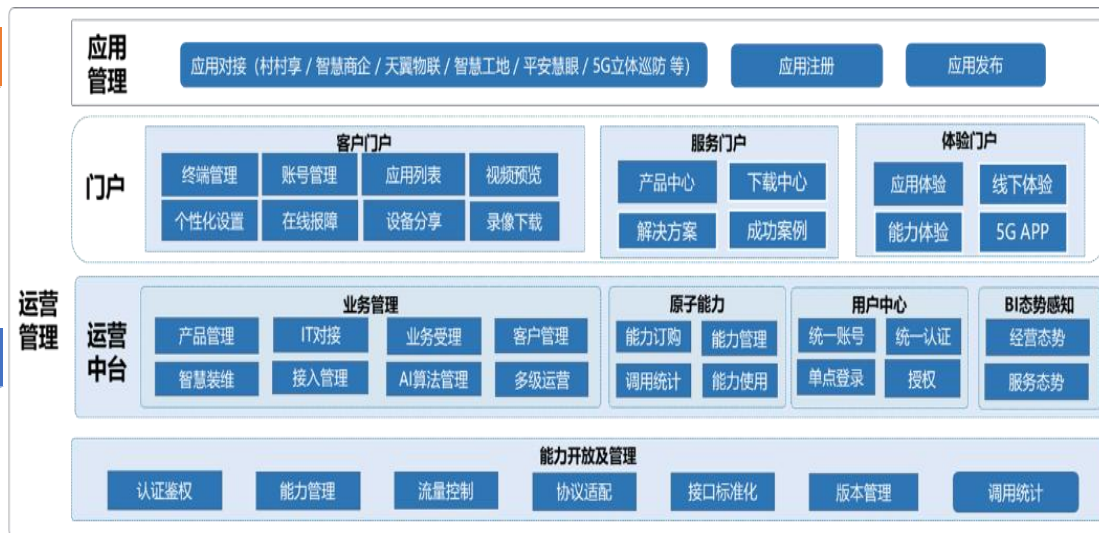 应用管理
应用对接（村村享 / 智慧商企 / 天翼物联 / 智慧工地 / 平安慧眼 / 5G立体巡防 等）
应用注册
应用发布
门户
客户门户
终端管理 账号管理 应用列表 视频预览
个性化设置 在线报障 设备分享 录像下载
服务门户
产品中心 下载中心
解决方案 成功案例
体验门户
应用体验 线下体验
能力体验 5G APP
运营管理
运营中台
业务管理
产品管理 IT对接 业务受理 客户管理
智慧装维 接入管理 AI算法管理 多级运营
原子能力
能力订购 能力管理
调用统计 能力使用
用户中心
统一账号 统一认证
单点登录 授权
BI态势感知
经营态势
服务态势
能力开放及管理
认证鉴权 能力管理 流量控制 协议适配 接口标准化 版本管理 调用统计